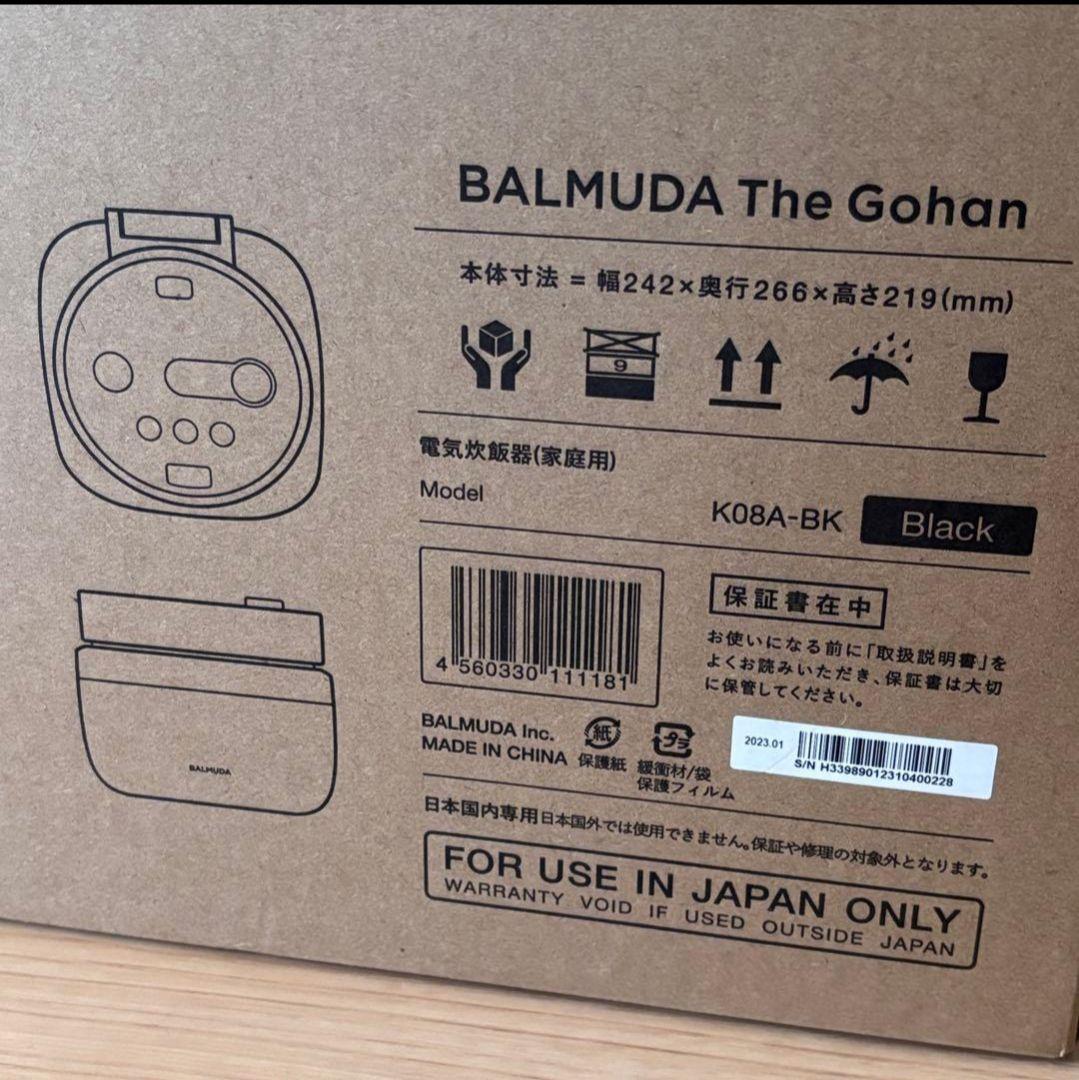 BALMUDA The Gohan
本体寸法 = 幅242×奥行266×高さ219(mm)
9
電気炊飯器(家庭用)
Model
K08A-BK Black
4 560330 111181
保証書在中
お使いになる前に「取扱説明書」を
よくお読みいただき、保証書は大切
に保管してください。
BALMUDA Inc.
MADE IN CHINA
紙
保護紙
プラ
緩衝材/袋
保護フィルム
2023.01
S/N H33989012310400228
BALMUDA
日本国内専用 日本国外では使用できません。保証や修理の対象外となります。
FOR USE IN JAPAN ONLY
WARRANTY VOID IF USED OUTSIDE JAPAN